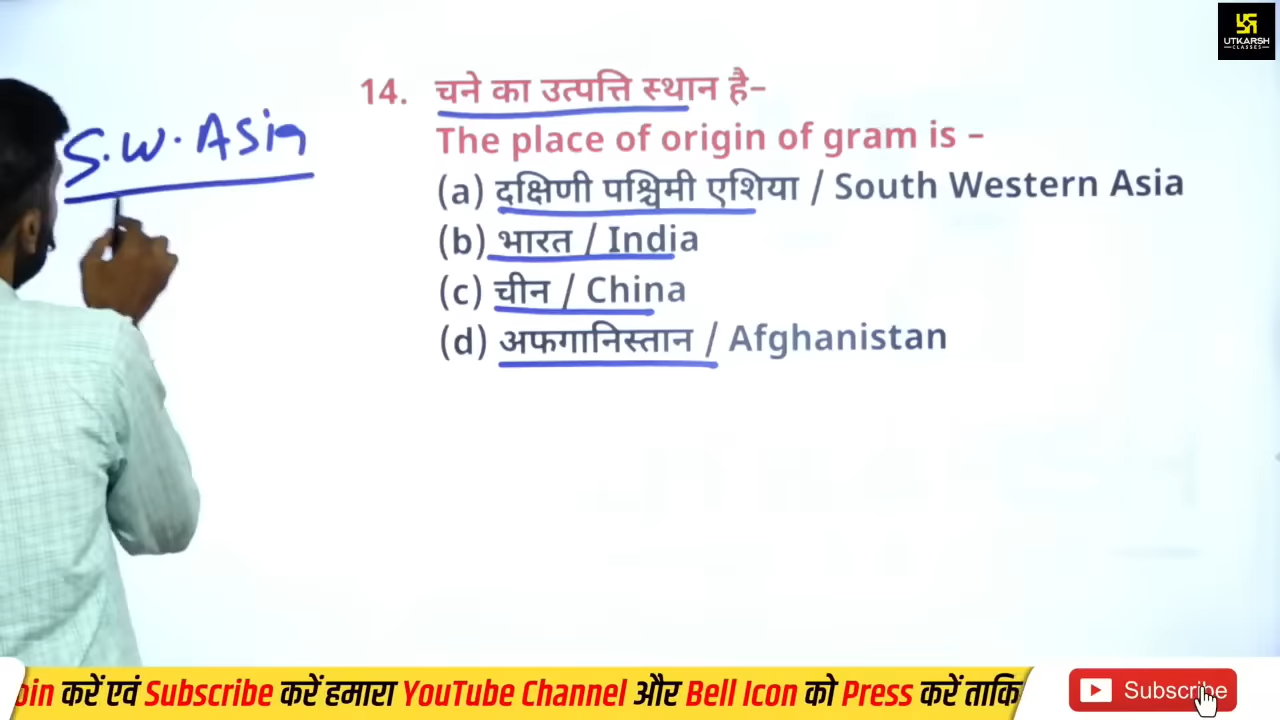 UTKARSH
CLASSES
S.W. Asia
14. चने का उत्पत्ति स्थान है–
The place of origin of gram is –
(a) दक्षिणी पश्चिमी एशिया / South Western Asia
(b) भारत / India
(c) चीन / China
(d) अफगानिस्तान / Afghanistan
oin करें एवं Subscribe करें हमारा YouTube Channel और Bell Icon को Press करें ताकि
Subscribe